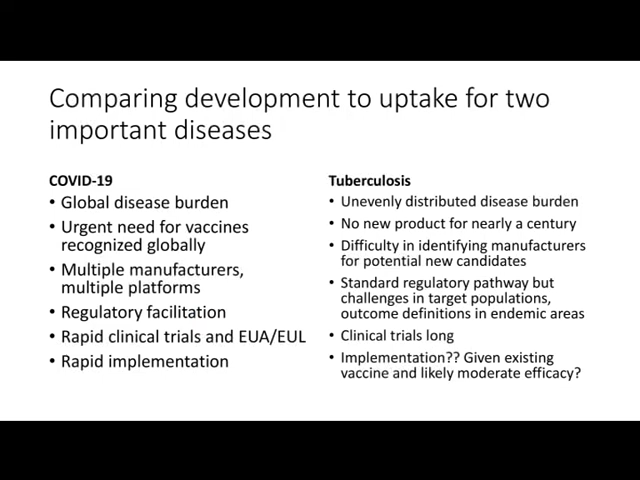 Comparing development to uptake for two
important diseases
COVID-19
• Global disease burden
• Urgent need for vaccines
recognized globally
• Multiple manufacturers,
multiple platforms
• Regulatory facilitation
• Rapid clinical trials and EUA/EUL
• Rapid implementation
Tuberculosis
• Unevenly distributed disease burden
• No new product for nearly a century
• Difficulty in identifying manufacturers
for potential new candidates
• Standard regulatory pathway but
challenges in target populations,
outcome definitions in endemic areas
• Clinical trials long
• Implementation?? Given existing
vaccine and likely moderate efficacy?